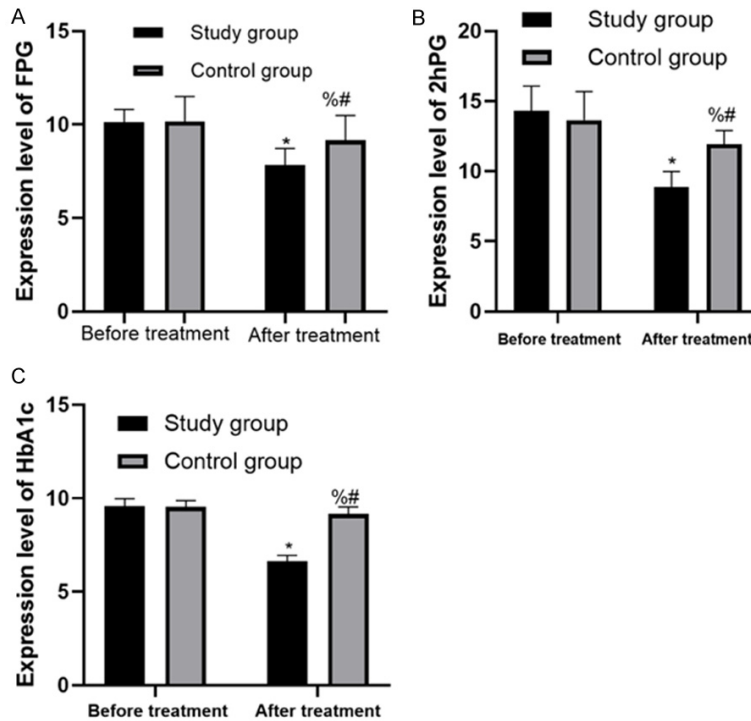 A
Expression level of FPG
15
10
5
0
Study group
Control group
*
%#
Before treatment
After treatment
B
Expression level of 2hPG
20
15
10
5
0
Study group
Control group
*
%#
Before treatment
After treatment
C
Expression level of HbA1c
15
10
5
0
Study group
Control group
*
%#
Before treatment
After treatment